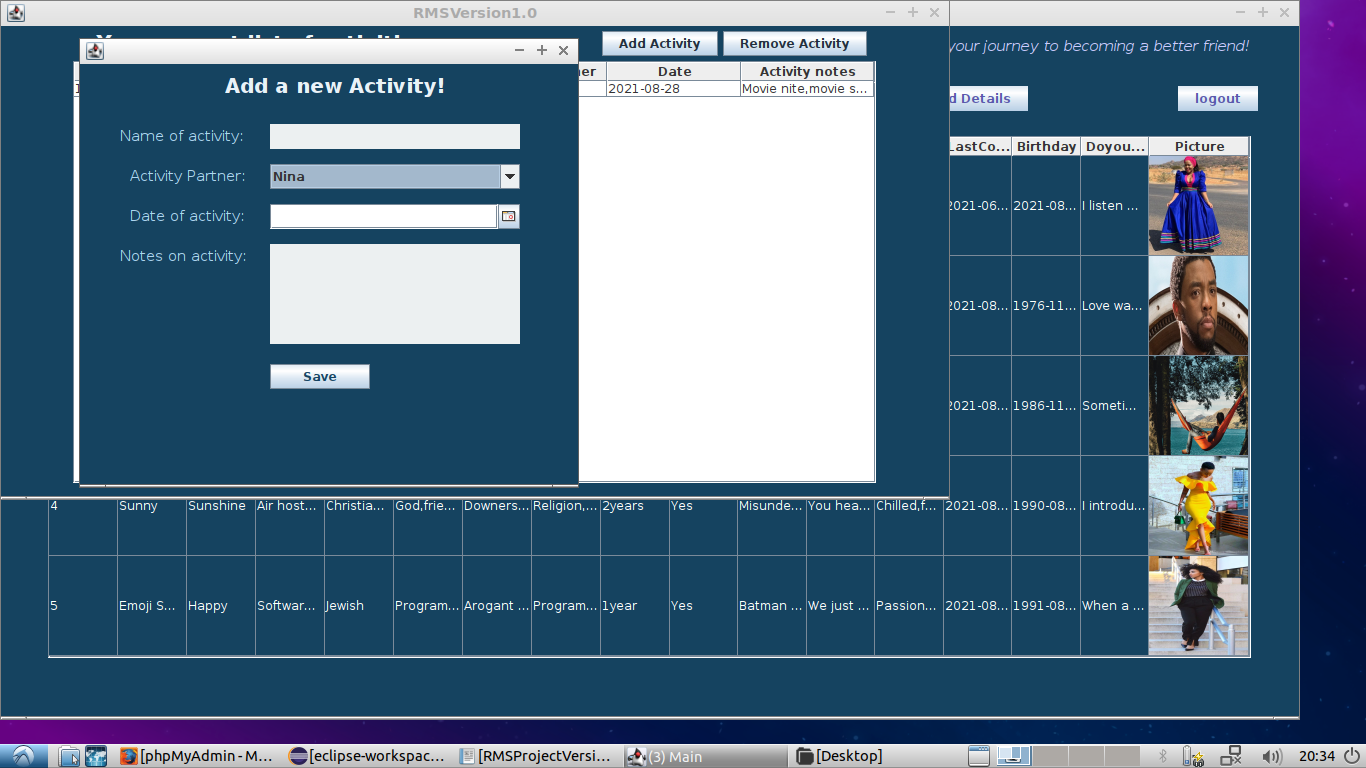 RMSVersion1.0
Add Activity
Remove Activity
your journey to becoming a better friend!
Date
Activity notes
2021-08-28
Movie nite,movie s...
d Details
logout
Add a new Activity!
Name of activity:
Activity Partner:
Nina
Date of activity:
Notes on activity:
Save
LastCo...
Birthday
Doyou...
Picture
2021-06...
2021-08...
I listen ...
2021-08...
1976-11...
Love wa...
2021-08...
1986-11...
Someti...
4
Sunny
Sunshine
Air host...
Christia...
God,frie...
Downers...
Religion,...
2years
Yes
Misunde...
You hea...
Chilled,f...
2021-08...
1990-08...
I introdu...
5
Emoji S...
Happy
Softwar...
Jewish
Program...
Arogant ...
Program...
1year
Yes
Batman ...
We just ...
Passion...
2021-08...
1991-08...
When a ...
[phpMyAdmin - M...
[eclipse-workspac...
[RMSProjectVersi...
(3) Main
[Desktop]
20:34